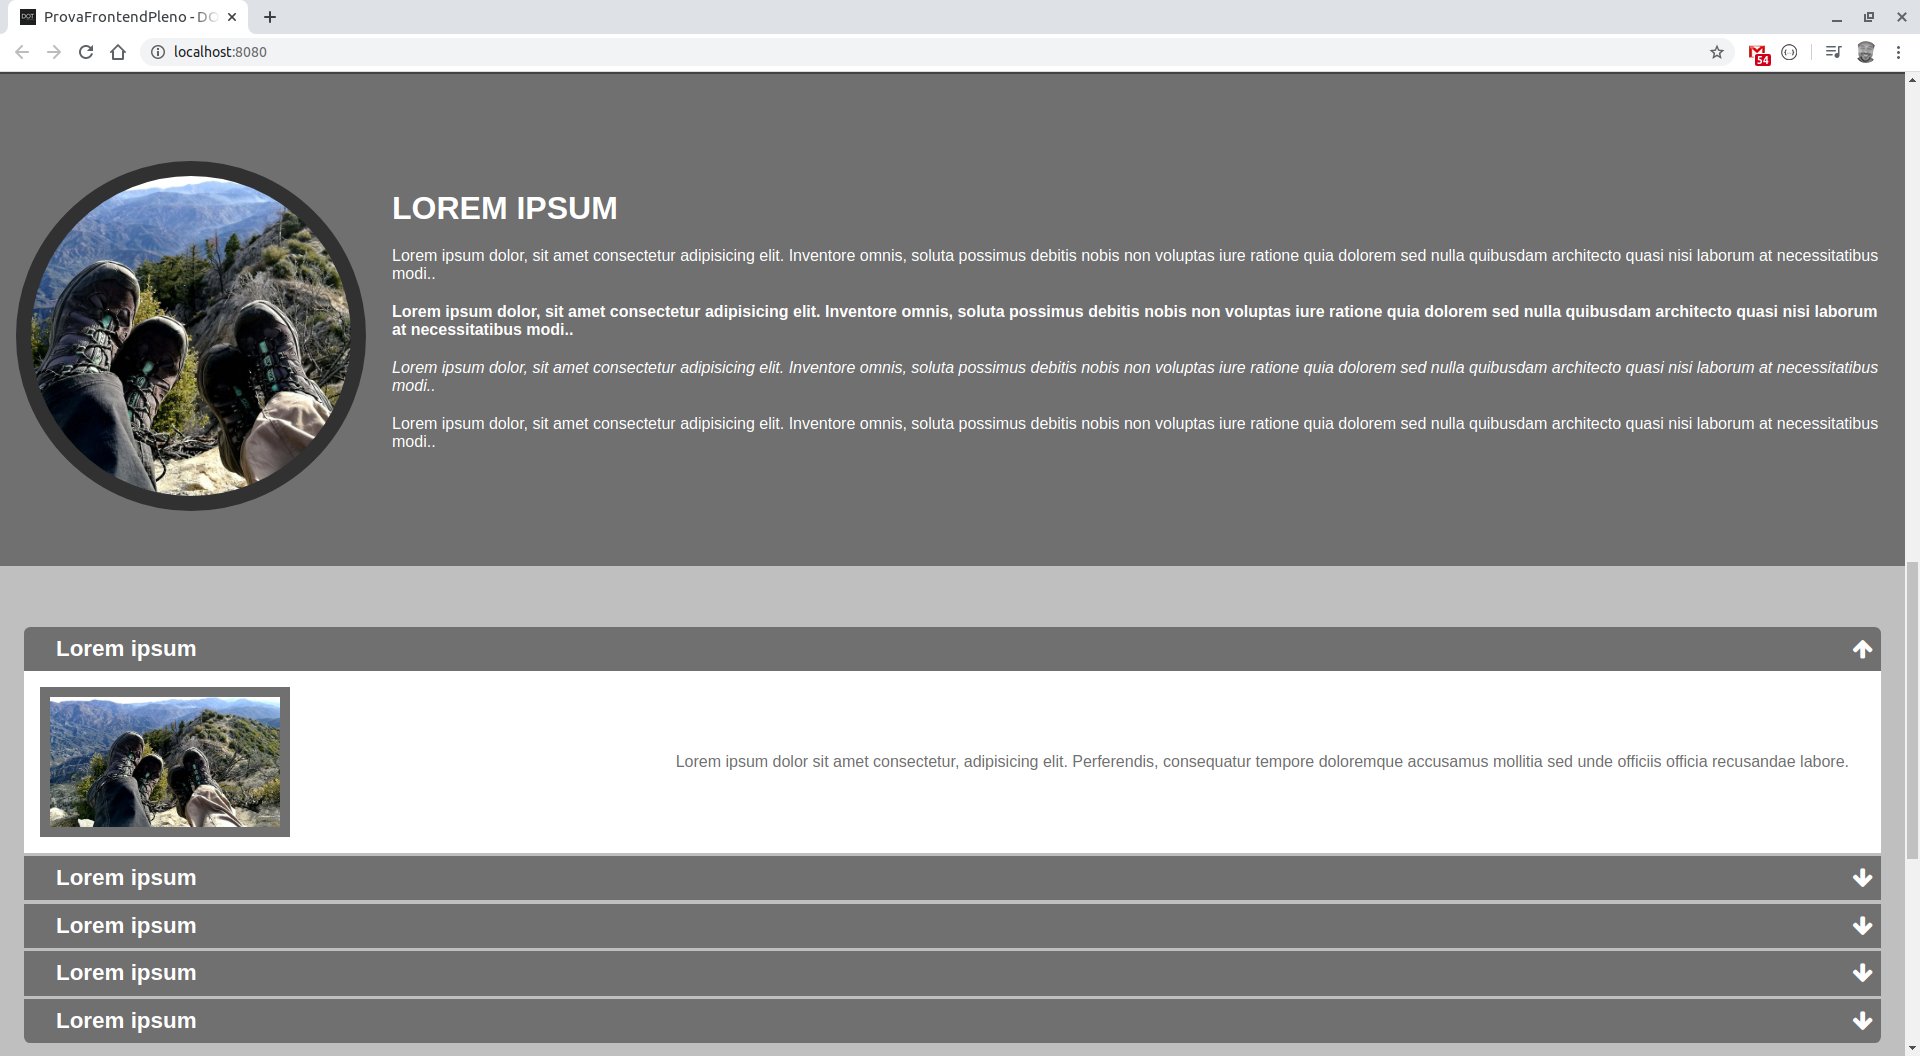 ProvaFrontendPleno - DO
localhost:8080
54
LOREM IPSUM
Lorem ipsum dolor, sit amet consectetur adipisicing elit. Inventore omnis, soluta possimus debitis nobis non voluptas iure ratione quia dolorem sed nulla quibusdam architecto quasi nisi laborum at necessitatibus
modi..
Lorem ipsum dolor, sit amet consectetur adipisicing elit. Inventore omnis, soluta possimus debitis nobis non voluptas iure ratione quia dolorem sed nulla quibusdam architecto quasi nisi laborum
at necessitatibus modi..
Lorem ipsum dolor, sit amet consectetur adipisicing elit. Inventore omnis, soluta possimus debitis nobis non voluptas iure ratione quia dolorem sed nulla quibusdam architecto quasi nisi laborum at necessitatibus
modi..
Lorem ipsum dolor, sit amet consectetur adipisicing elit. Inventore omnis, soluta possimus debitis nobis non voluptas iure ratione quia dolorem sed nulla quibusdam architecto quasi nisi laborum at necessitatibus
modi..
Lorem ipsum
Lorem ipsum dolor sit amet consectetur, adipisicing elit. Perferendis, consequatur tempore doloremque accusamus mollitia sed unde officiis officia recusandae labore.
Lorem ipsum
Lorem ipsum
Lorem ipsum
Lorem ipsum